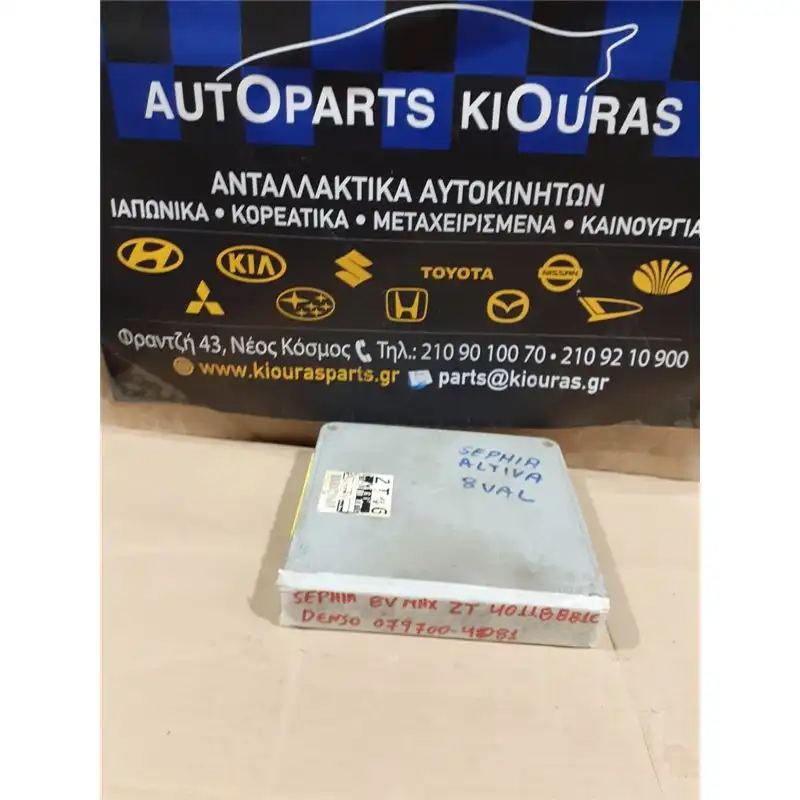 AUTOPARTS KIOURAS
ΑΝΤΑΛΛΑΚΤΙΚΑ ΑΥΤΟΚΙΝΗΤΩΝ
ΙΑΠΩΝΙΚΑ • ΚΟΡΕΑΤΙΚΑ • ΜΕΤΑΧΕΙΡΙΣΜΕΝΑ • ΚΑΙΝΟΥΡΓΙΑ
KIA
TOYOTA
NISSAN
Φραντζή 43, Νέος Κόσμος Τηλ.: 210 90 100 70 • 210 92 10 900
www.kiourasparts.gr parts@kiouras.gr
SEPHIA
ALTIVA
8VAL
SEPHIA 8V MHX ZT 40118881C
DENSO 079700-4081